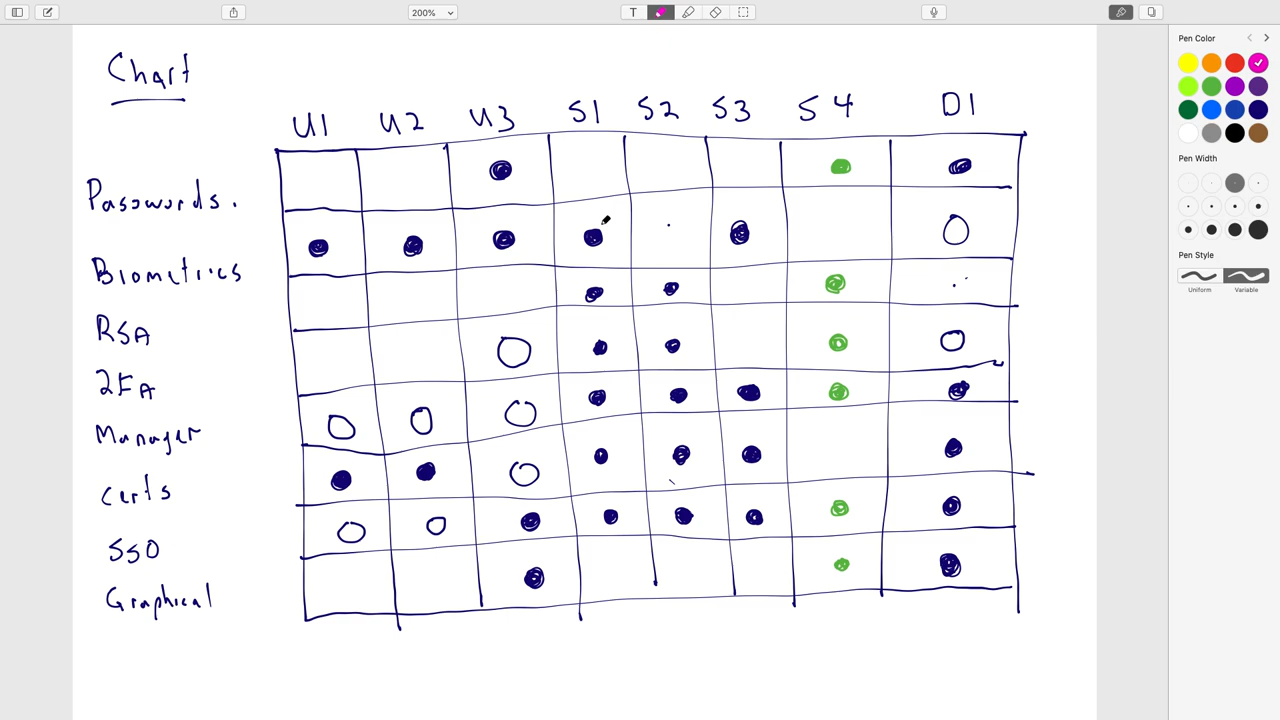 200%
T
Chart
U1 U2 U3 S1 S2 S3 S4 D1
Passwords.
Biometrics
RSA
2FA
Manager
Certs
SSO
Graphical
Pen Color
Pen Width
Pen Style
Uniform Variable